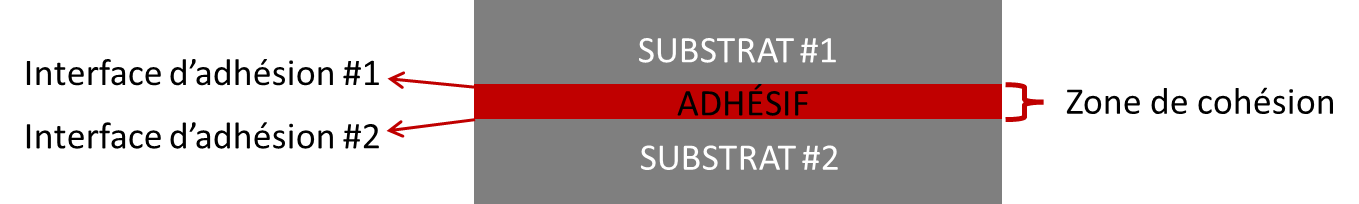 SUBSTRAT #1
Interface d’adhésion #1
ADHÉSIF
Zone de cohésion
Interface d’adhésion #2
SUBSTRAT #2